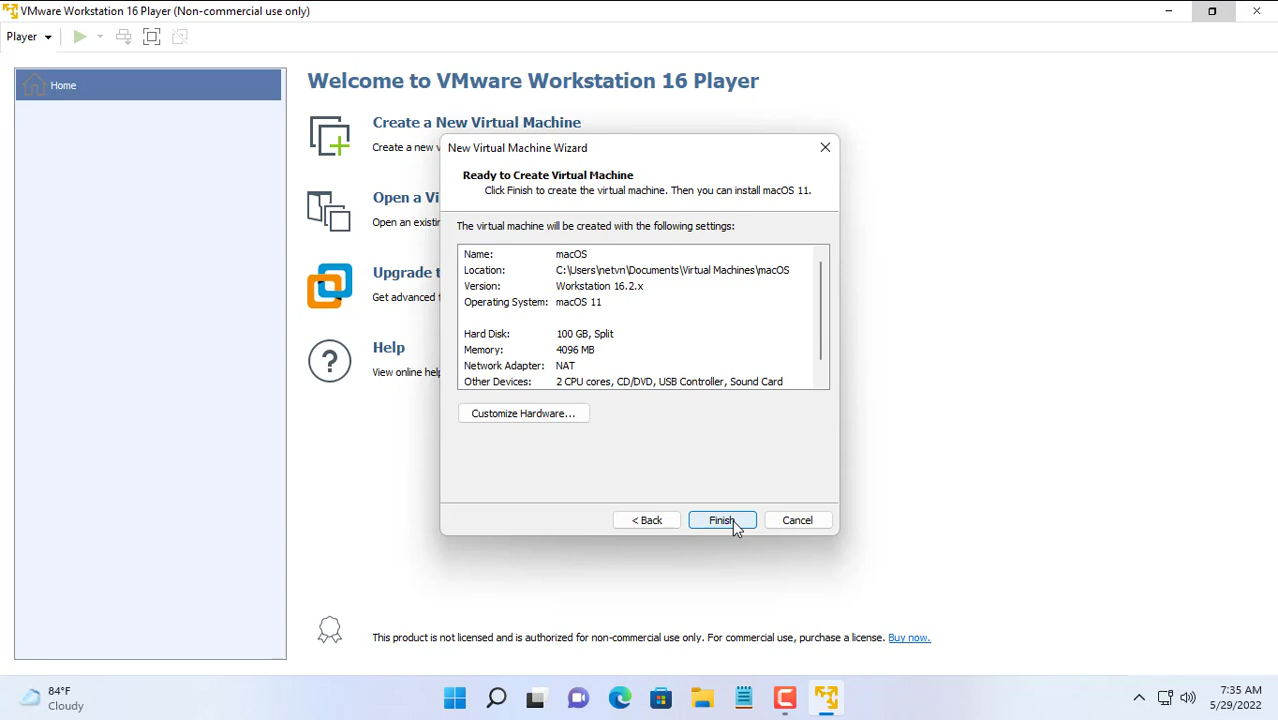 VMware Workstation 16 Player (Non-commercial use only)
Player
Home
Welcome to VMware Workstation 16 Player
Create a New Virtual Machine
Create a new v
Open a Vi
Open an existin
Upgrade t
Get advanced f
Help
View online help
New Virtual Machine Wizard
Ready to Create Virtual Machine
Click Finish to create the virtual machine. Then you can install macOS 11.
The virtual machine will be created with the following settings:
Name: macOS
Location: C:\Users\netvn\Documents\Virtual Machines\macOS
Version: Workstation 16.2.x
Operating System: macOS 11
Hard Disk: 100 GB, Split
Memory: 4096 MB
Network Adapter: NAT
Other Devices: 2 CPU cores, CD/DVD, USB Controller, Sound Card
Customize Hardware...
< Back
Finish
Cancel
This product is not licensed and is authorized for non-commercial use only. For commercial use, purchase a license. Buy now.
84°F
Cloudy
7:35 AM
5/29/2022